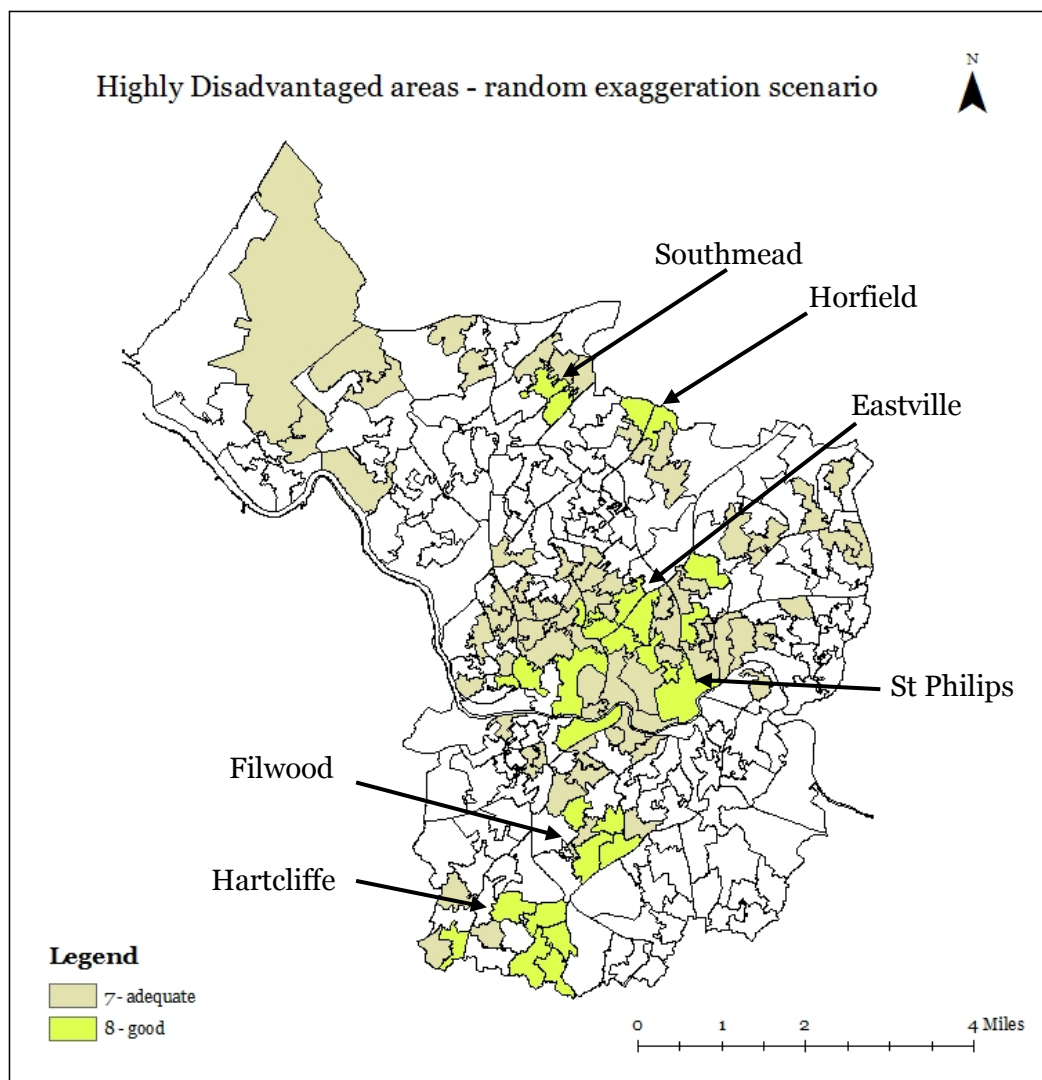 N
Highly Disadvantaged areas - random exaggeration scenario
Southmead
Horfield
Eastville
St Philips
Filwood
Hartcliffe
Legend
7- adequate
8 - good
0 1 2 4 Miles